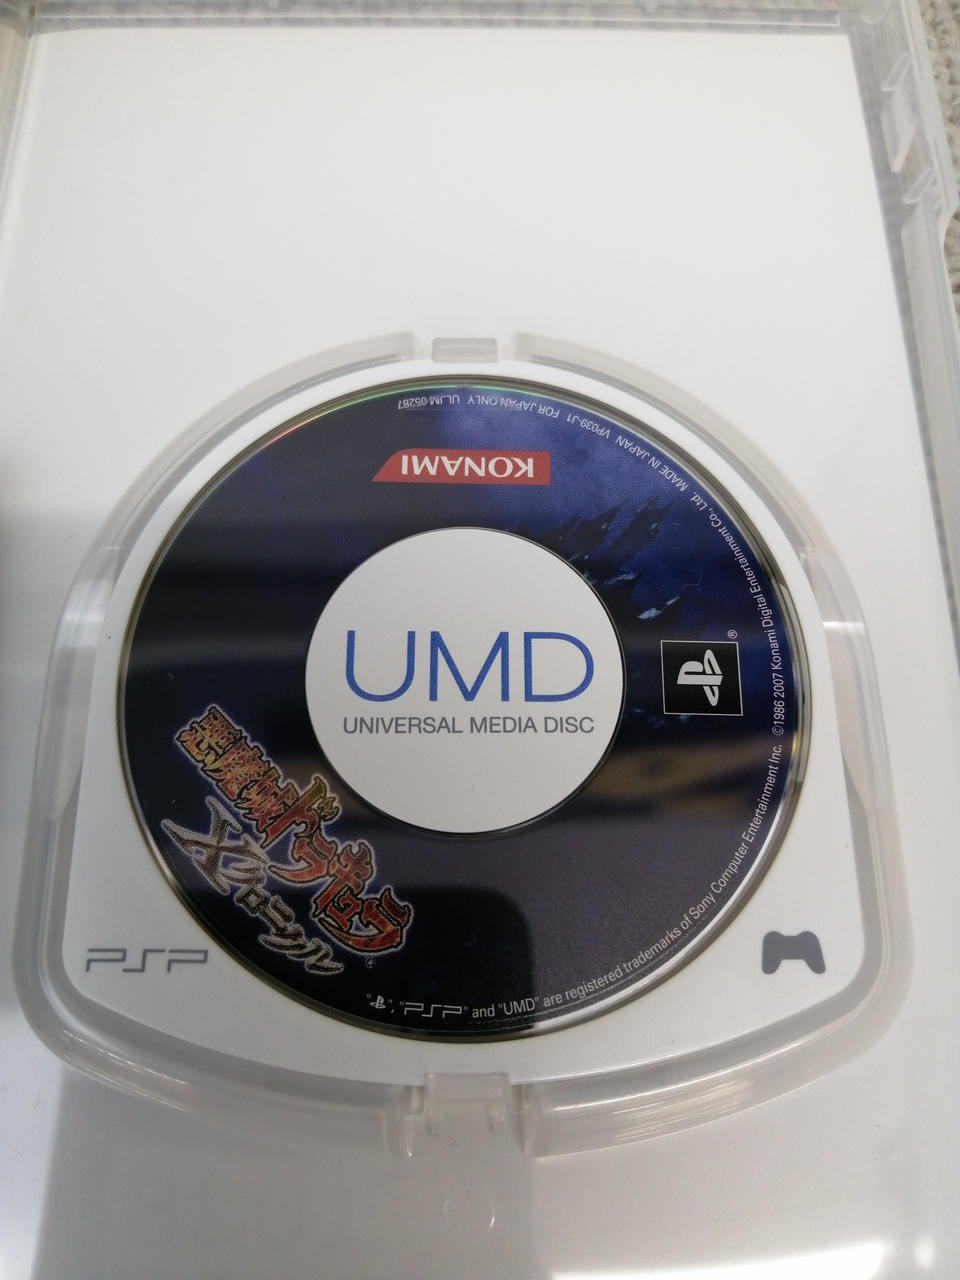 KONAMI
MADE IN JAPAN VP039-J1 FOR JAPAN ONLY ULJM 05287
UMD
UNIVERSAL MEDIA DISC
®
悪魔城ドラキュラ
Xクロニクル
PSP
" ", "PSP" and "UMD" are registered trademarks of Sony Computer Entertainment Inc. ©1986 2007 Konami Digital Entertainment Co., Ltd.